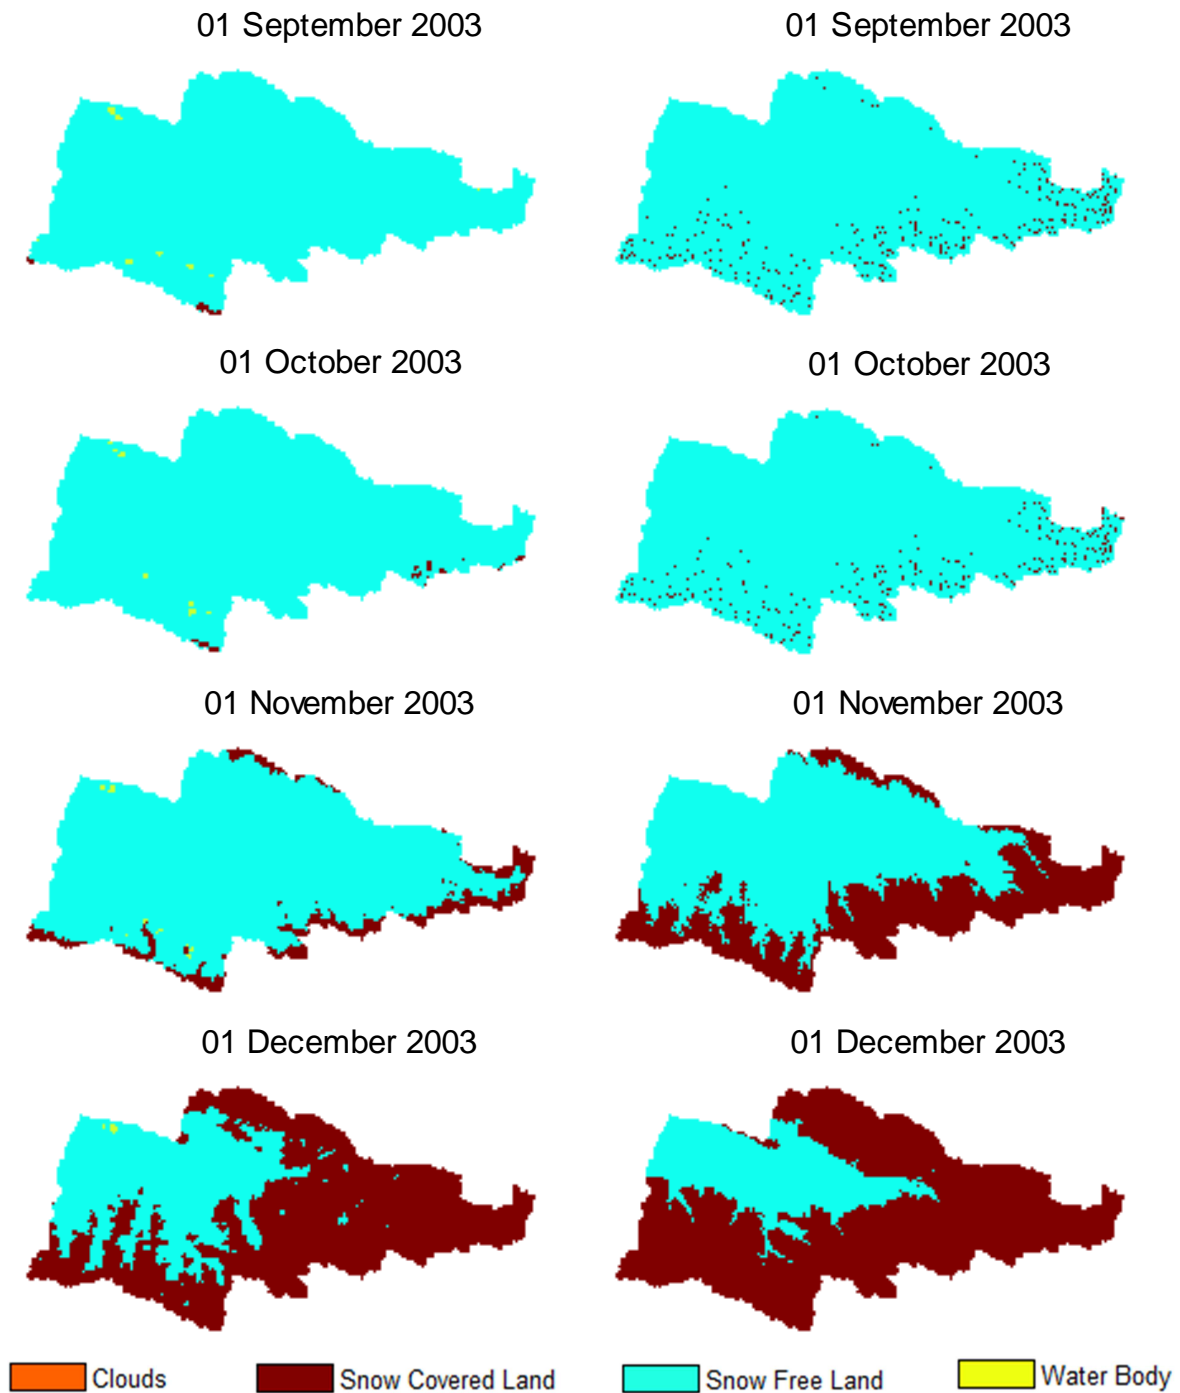 01 September 2003
01 September 2003
01 October 2003
01 October 2003
01 November 2003
01 November 2003
01 December 2003
01 December 2003
Clouds
Snow Covered Land
Snow Free Land
Water Body